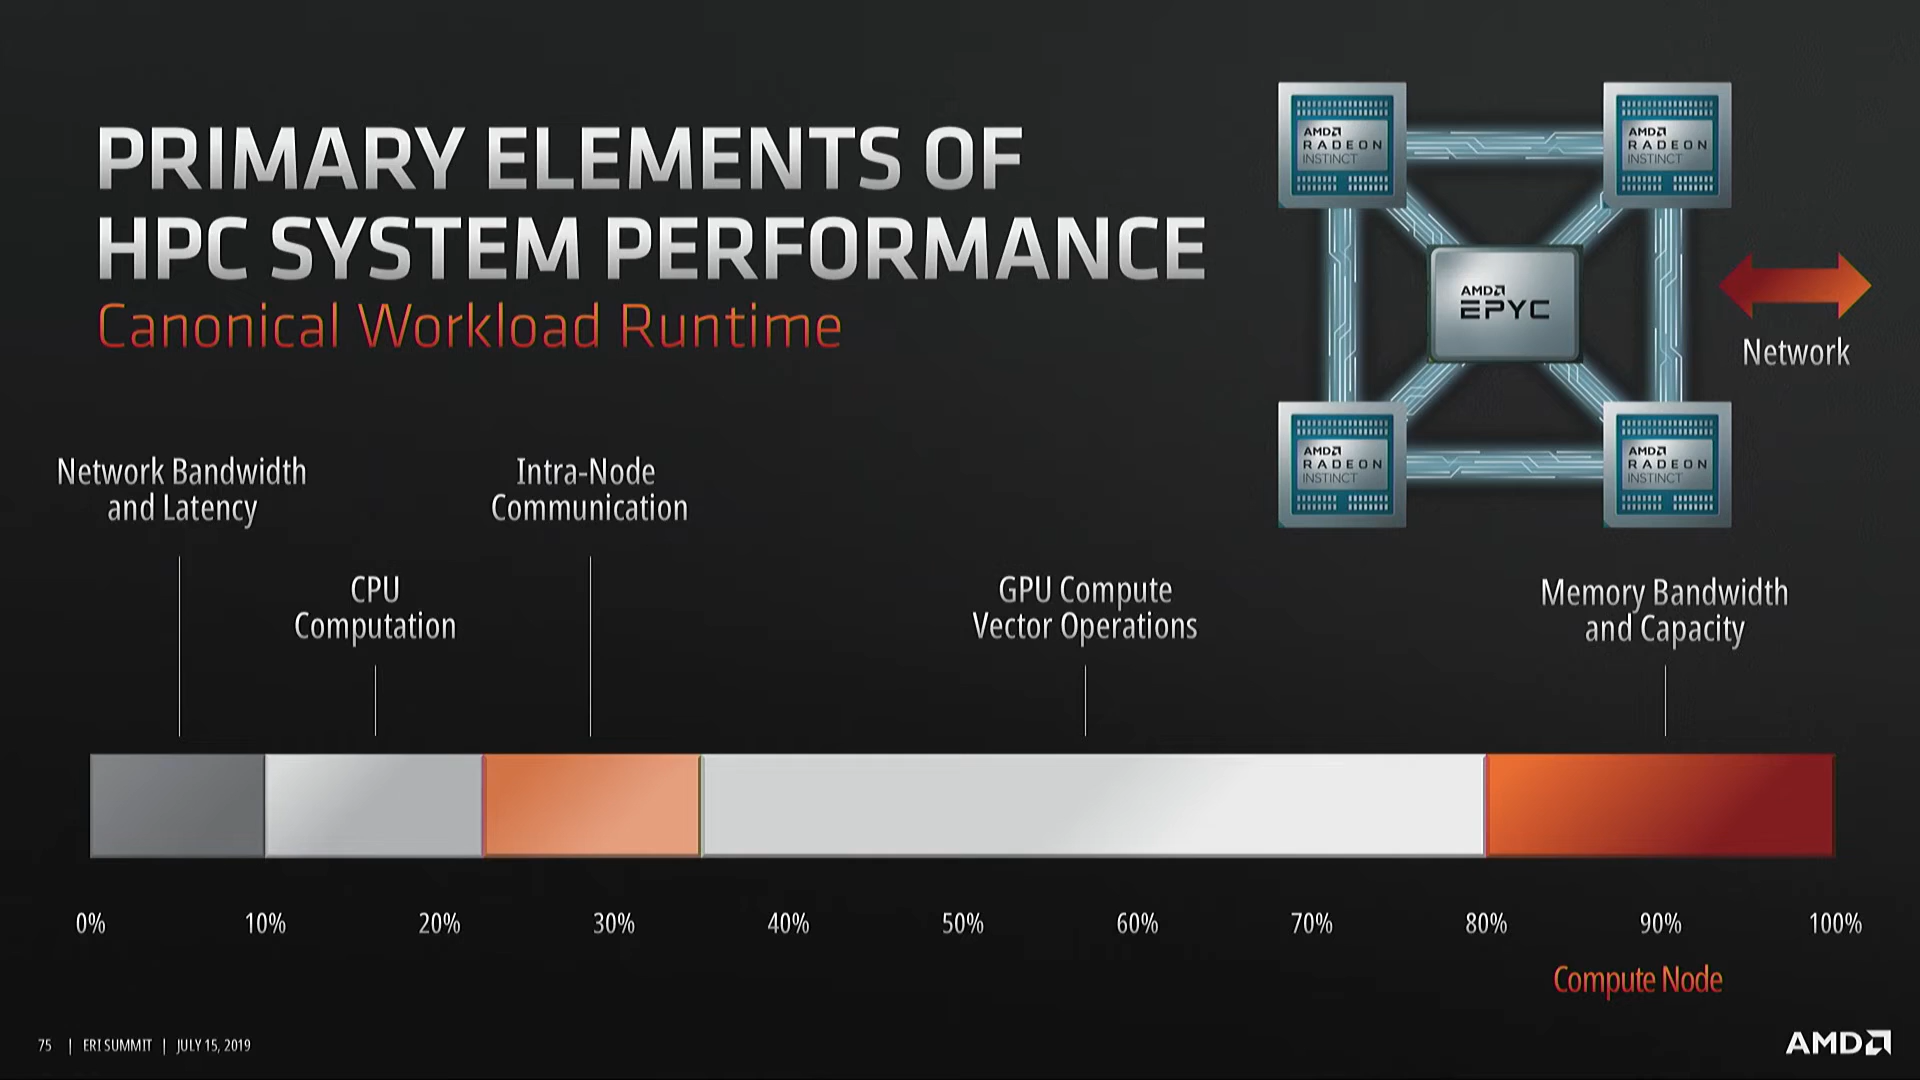 PRIMARY ELEMENTS OF
HPC SYSTEM PERFORMANCE
Canonical Workload Runtime
AMD
RADEON
INSTINCT
AMD
RADEON
INSTINCT
AMD
EPYC
Network
AMD
RADEON
INSTINCT
AMD
RADEON
INSTINCT
Network Bandwidth
and Latency
CPU
Computation
Intra-Node
Communication
GPU Compute
Vector Operations
Memory Bandwidth
and Capacity
0% 10% 20% 30% 40% 50% 60% 70% 80% 90% 100%
Compute Node
75 | ERI SUMMIT | JULY 15, 2019
AMD